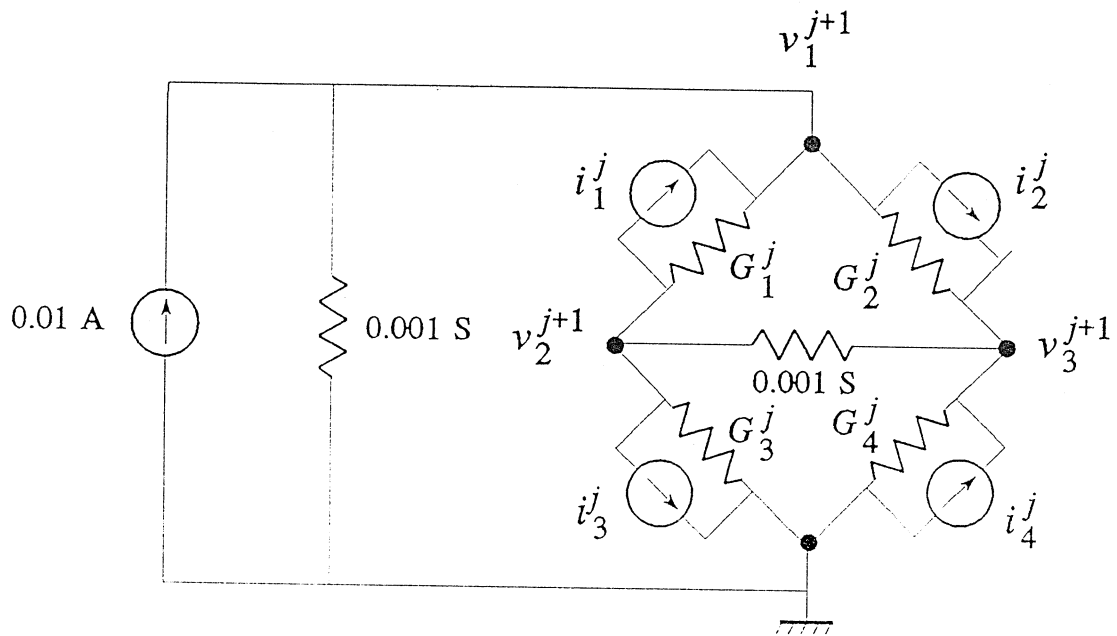 v_1^{j+1}
i_1^j
i_2^j
G_1^j
G_2^j
0.01 A
0.001 S
v_2^{j+1}
v_3^{j+1}
0.001 S
G_3^j
G_4^j
i_3^j
i_4^j